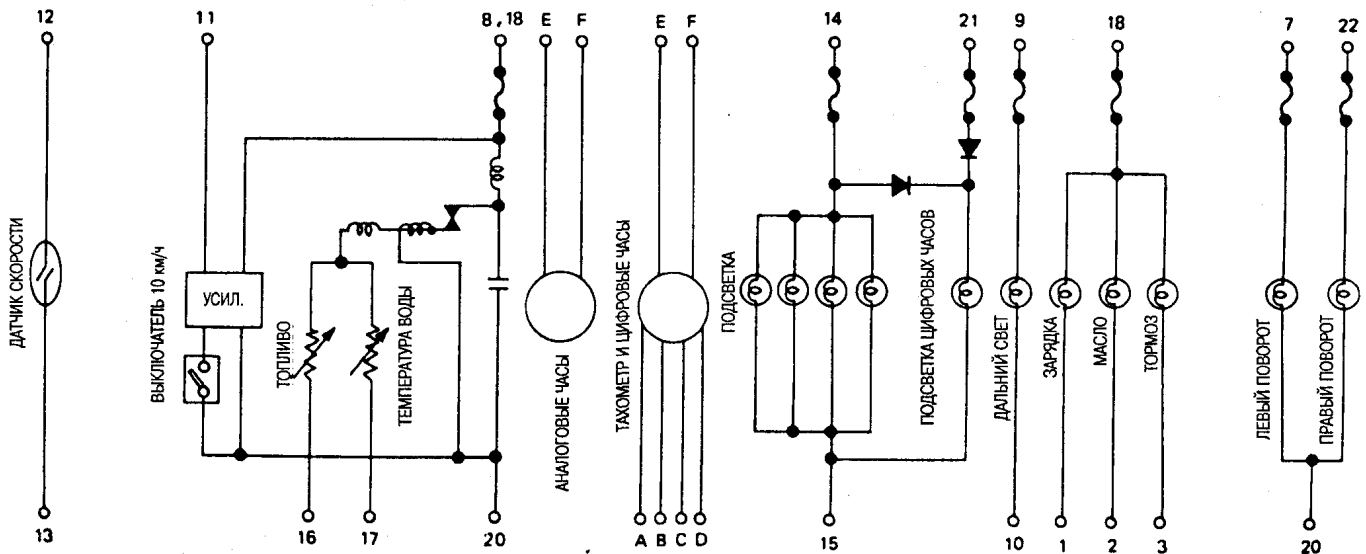 12
11
8,18
E
F
E
F
14
21
9
18
7
22
ДАТЧИК СКОРОСТИ
ВЫКЛЮЧАТЕЛЬ 10 км/ч
УСИЛ.
ТОПЛИВО
ТЕМПЕРАТУРА ВОДЫ
АНАЛОГОВЫЕ ЧАСЫ
ТАХОМЕТР И ЦИФРОВЫЕ ЧАСЫ
ПОДСВЕТКА
ПОДСВЕТКА ЦИФРОВЫХ ЧАСОВ
ДАЛЬНИЙ СВЕТ
ЗАРЯДКА
МАСЛО
ТОРМОЗ
ЛЕВЫЙ ПОВОРОТ
ПРАВЫЙ ПОВОРОТ
13
16
17
20
A
B
C
D
15
10
1
2
3
20